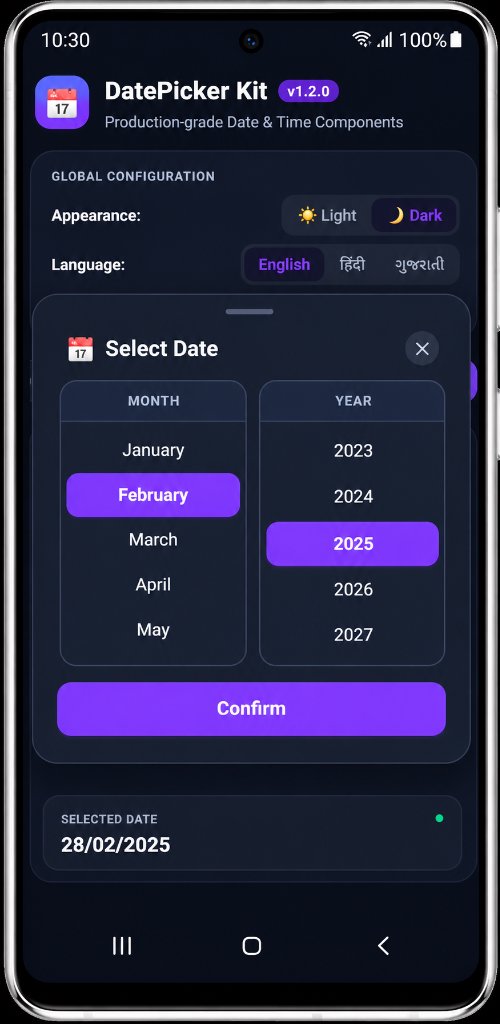 10:30
100%
DatePicker Kit v1.2.0
17
Production-grade Date & Time Components
GLOBAL CONFIGURATION
Appearance: Light Dark
Language: English हिंदी ગુજરાતી
17 Select Date
MONTH
January
February
March
April
May
YEAR
2023
2024
2025
2026
2027
Confirm
SELECTED DATE
28/02/2025